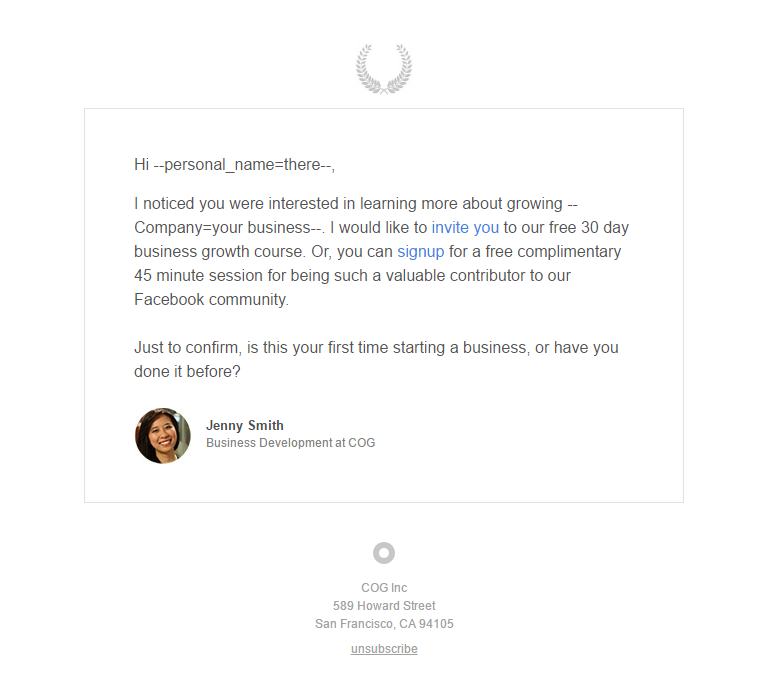 Hi --personal_name=there--,
I noticed you were interested in learning more about growing --
Company=your business--. I would like to invite you to our free 30 day
business growth course. Or, you can signup for a free complimentary
45 minute session for being such a valuable contributor to our
Facebook community.
Just to confirm, is this your first time starting a business, or have you
done it before?
Jenny Smith
Business Development at COG
COG Inc
589 Howard Street
San Francisco, CA 94105
unsubscribe